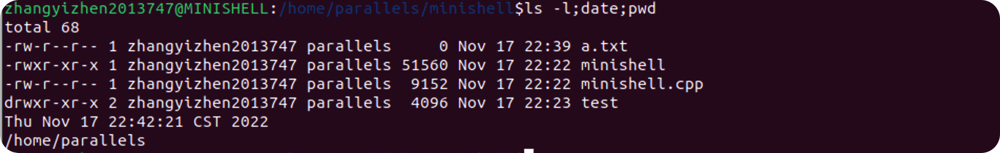 zhangyizhen2013747@MINISHELL:/home/parallels/minishell$ls -l;date;pwd
total 68
-rw-r--r-- 1 zhangyizhen2013747 parallels     0 Nov 17 22:39 a.txt
-rwxr-xr-x 1 zhangyizhen2013747 parallels 51560 Nov 17 22:22 minishell
-rw-r--r-- 1 zhangyizhen2013747 parallels  9152 Nov 17 22:22 minishell.cpp
drwxr-xr-x 2 zhangyizhen2013747 parallels  4096 Nov 17 22:23 test
Thu Nov 17 22:42:21 CST 2022
/home/parallels